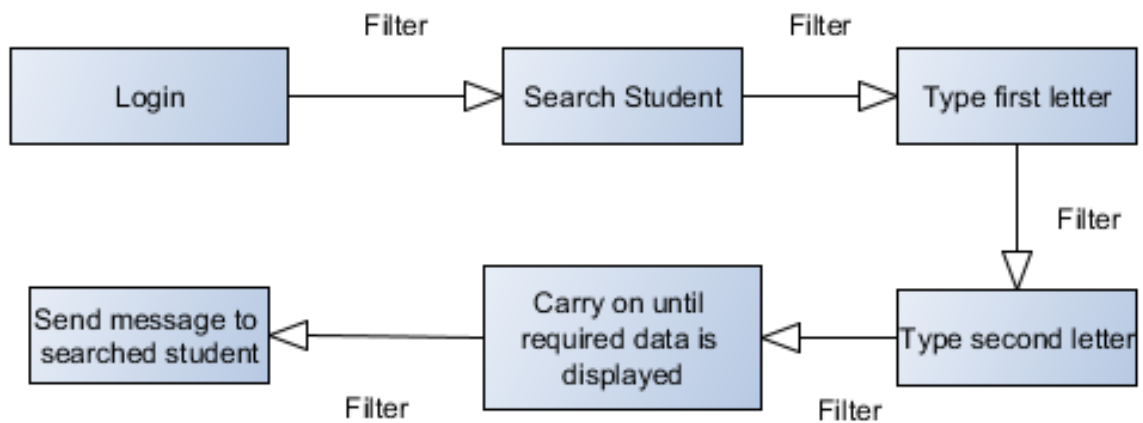 Filter
Filter
Login
Search Student
Type first letter
Filter
Type second letter
Carry on until
required data is
displayed
Send message to
searched student
Filter
Filter